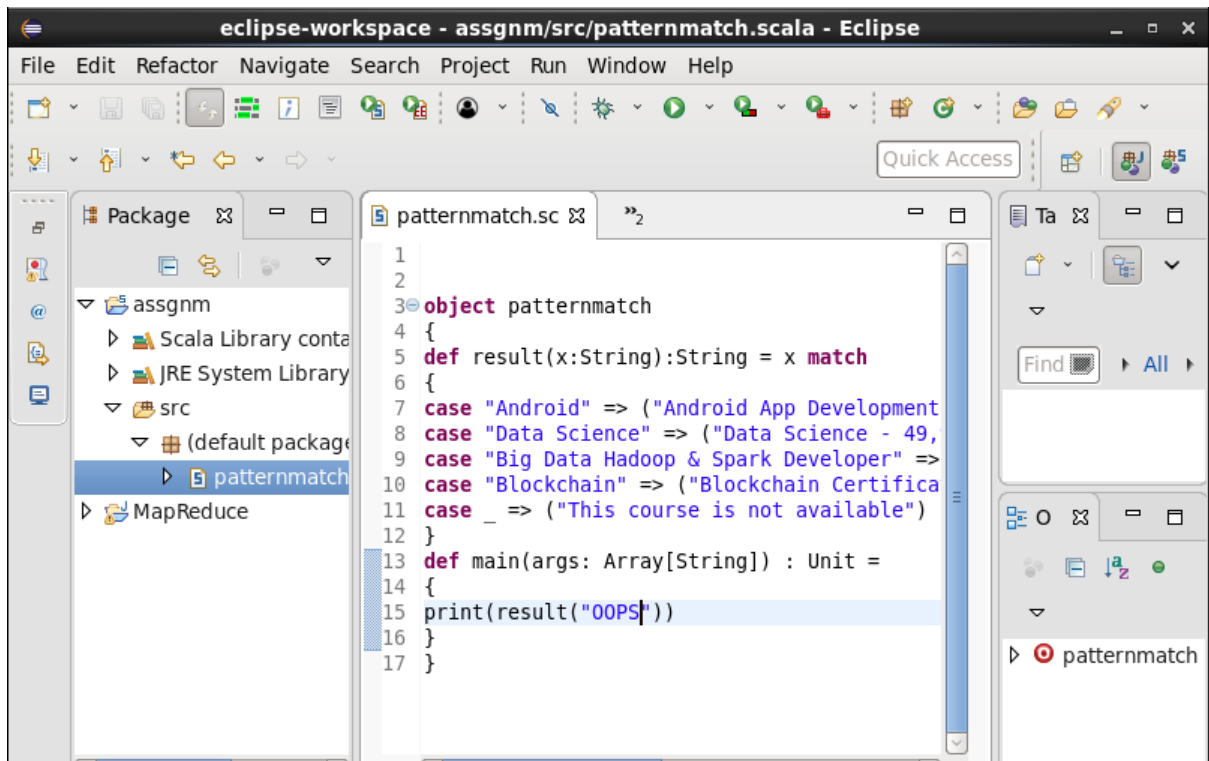 eclipse-workspace - assgnm/src/patternmatch.scala - Eclipse
File Edit Refactor Navigate Search Project Run Window Help
Quick Access
Package
assgnm
Scala Library conta
JRE System Library
src
(default package
patternmatch
MapReduce
patternmatch.sc
»2
1
2
3 object patternmatch
4 {
5 def result(x:String):String = x match
6 {
7 case "Android" => ("Android App Development
8 case "Data Science" => ("Data Science - 49,
9 case "Big Data Hadoop & Spark Developer" =>
10 case "Blockchain" => ("Blockchain Certifica
11 case _ => ("This course is not available")
12 }
13 def main(args: Array[String]) : Unit =
14 {
15 print(result("OOPS"))
16 }
17 }
Ta
Find
All
O
patternmatch